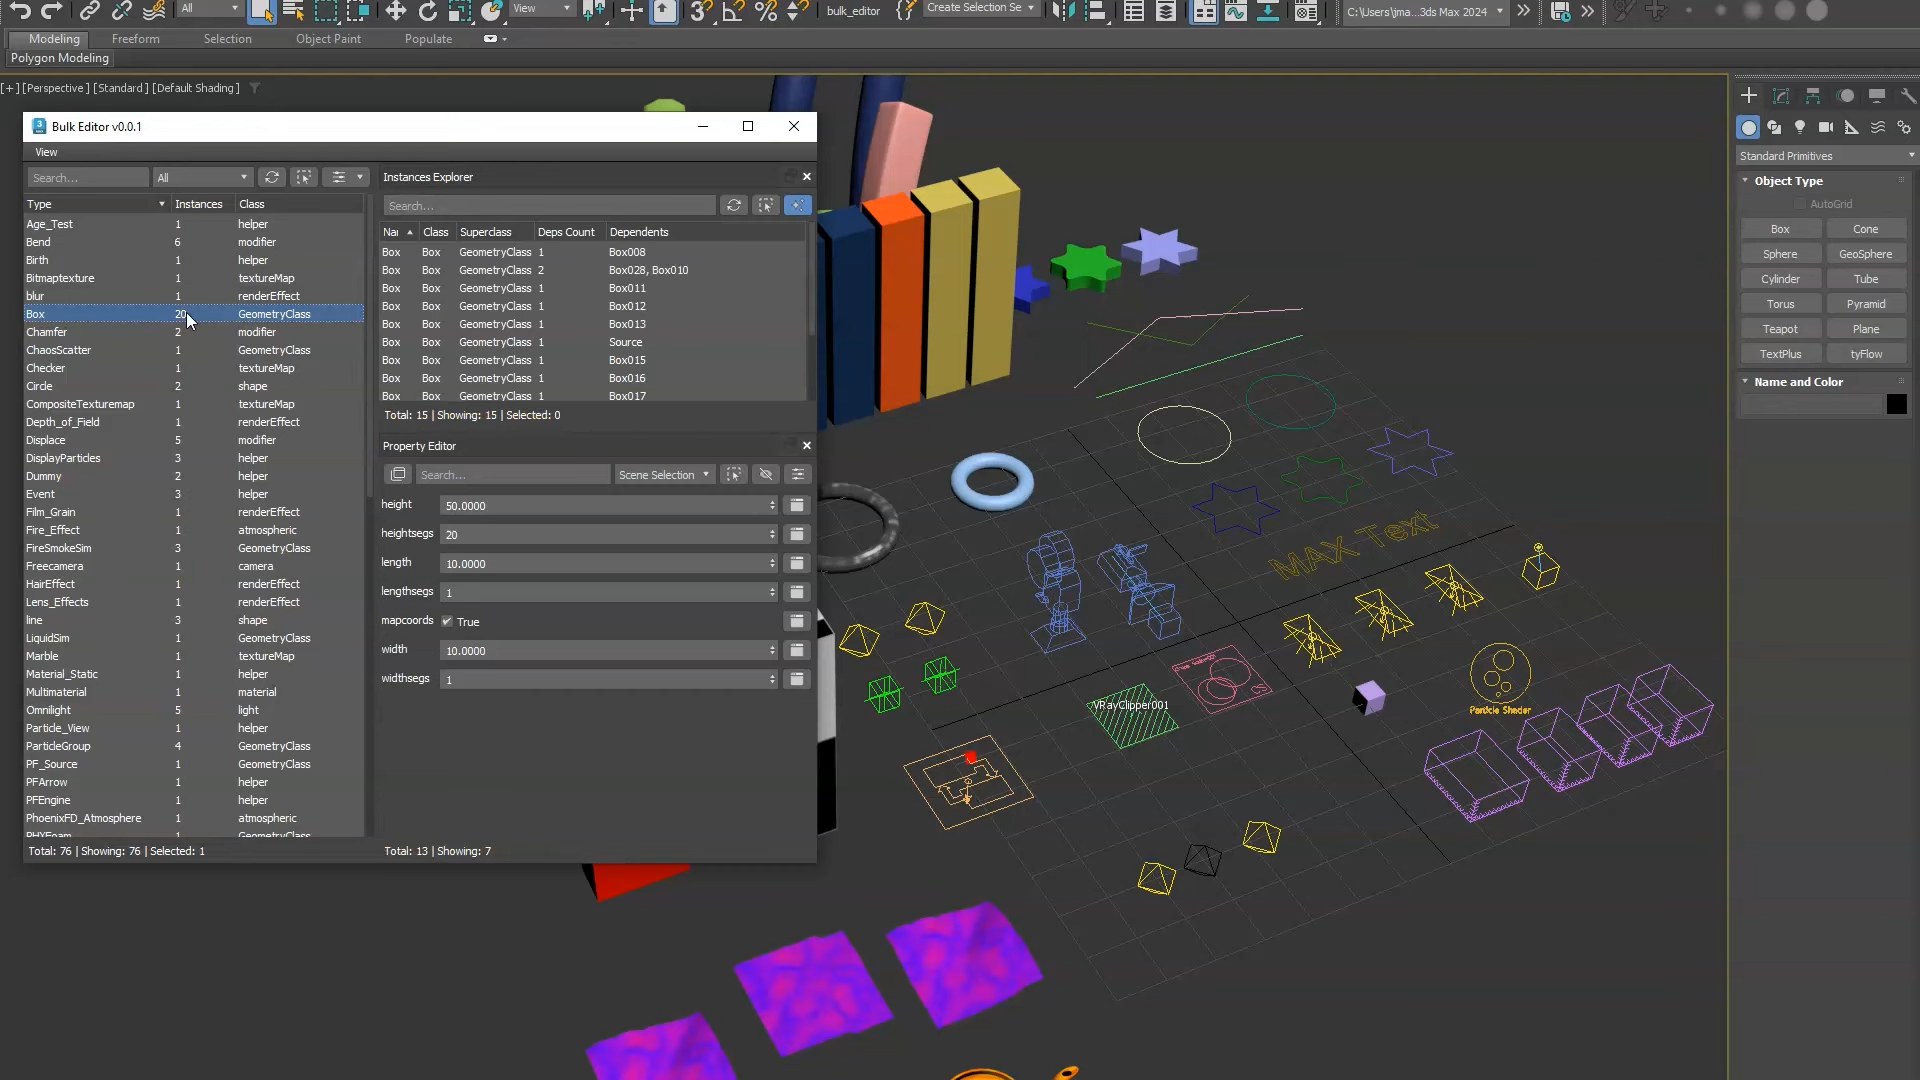 All
View
bulk_editor
Create Selection Se
C:\Users\jma...3ds Max 2024
Modeling
Freeform
Selection
Object Paint
Populate
Polygon Modeling
[+] [Perspective ] [Standard ] [Default Shading ]
Bulk Editor v0.0.1
View
Search...
All
Type Instances Class
Age_Test 1 helper
Bend 6 modifier
Birth 1 helper
Bitmaptexture 1 textureMap
blur 1 renderEffect
Box 20 GeometryClass
Chamfer 2 modifier
ChaosScatter 1 GeometryClass
Checker 1 textureMap
Circle 2 shape
CompositeTexturemap 1 textureMap
Depth_of_Field 1 renderEffect
Displace 5 modifier
DisplayParticles 3 helper
Dummy 2 helper
Event 3 helper
Film_Grain 1 renderEffect
Fire_Effect 1 atmospheric
FireSmokeSim 3 GeometryClass
Freecamera 1 camera
HairEffect 1 renderEffect
Lens_Effects 1 renderEffect
line 3 shape
LiquidSim 1 GeometryClass
Marble 1 textureMap
Material_Static 1 helper
Multimaterial 1 material
Omnilight 5 light
Particle_View 1 helper
ParticleGroup 4 GeometryClass
PF_Source 1 GeometryClass
PFArrow 1 helper
PFEngine 1 helper
PhoenixFD_Atmosphere 1 atmospheric
PHYFoam 1 GeometryClass
Total: 76 | Showing: 76 | Selected: 1
Instances Explorer
Search...
Nar Class Superclass Deps Count Dependents
Box Box GeometryClass 1 Box008
Box Box GeometryClass 2 Box028, Box010
Box Box GeometryClass 1 Box011
Box Box GeometryClass 1 Box012
Box Box GeometryClass 1 Box013
Box Box GeometryClass 1 Source
Box Box GeometryClass 1 Box015
Box Box GeometryClass 1 Box016
Box Box GeometryClass 1 Box017
Total: 15 | Showing: 15 | Selected: 0
Property Editor
Search...
Scene Selection
height 50.0000
heightsegs 20
length 10.0000
lengthsegs 1
mapcoords True
width 10.0000
widthsegs 1
Total: 13 | Showing: 7
MAX Text
VRayClipper001
Particle Shader
Standard Primitives
Object Type
AutoGrid
Box Cone
Sphere GeoSphere
Cylinder Tube
Torus Pyramid
Teapot Plane
TextPlus tyFlow
Name and Color